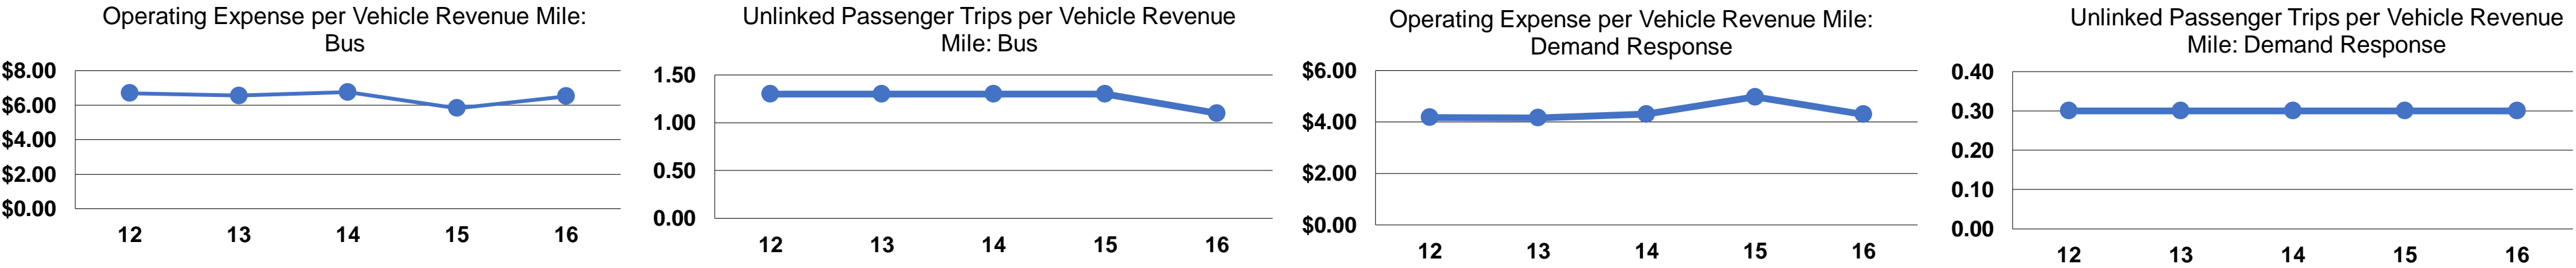 Operating Expense per Vehicle Revenue Mile:
Bus
$8.00
$6.00
$4.00
$2.00
$0.00
12 13 14 15 16
Unlinked Passenger Trips per Vehicle Revenue
Mile: Bus
1.50
1.00
0.50
0.00
12 13 14 15 16
Operating Expense per Vehicle Revenue Mile:
Demand Response
$6.00
$4.00
$2.00
$0.00
12 13 14 15 16
Unlinked Passenger Trips per Vehicle Revenue
Mile: Demand Response
0.40
0.30
0.20
0.10
0.00
12 13 14 15 16